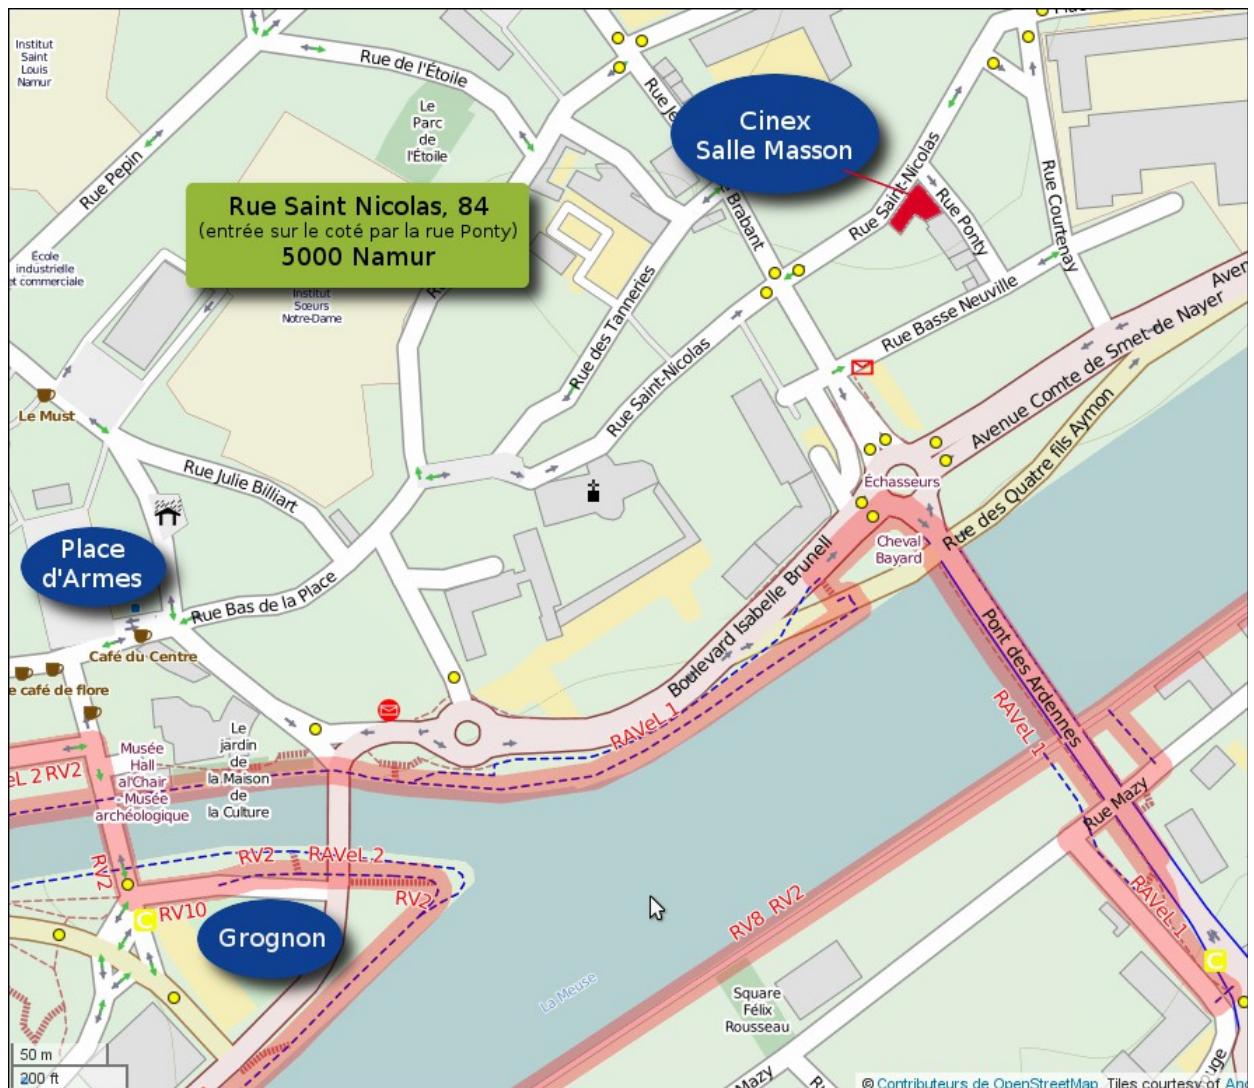 Institut
Saint
Louis
Namur
Rue de l'Étoile
Le
Parc
de
l'Étoile
Rue Pepin
Cinex
Salle Masson
Rue Saint Nicolas, 84
(entrée sur le coté par la rue Ponty)
5000 Namur
Rue Saint-Nicolas
Rue Ponty
Rue Courtenay
Brabant
École
industrielle
et commerciale
Institut
Sœurs
Notre-Dame
Rue des Tanneries
Rue Saint-Nicolas
Rue Basse Neuville
Avenue Comte de Smet de Nayer
Aven
Le Must
Rue Julie Billiart
Rue des Quatre fils Aymon
Échasseurs
Cheval
Bayard
Place
d'Armes
Rue Bas de la Place
Boulevard Isabelle Brunell
Pont des Ardennes
Café du Centre
e café de flore
RAVeL 1
RAVeL 1
Musée
Hall
al'Chair
- Musée
archéologique
Le
jardin
de
la Maison
de
la Culture
eL 2 RV2
Rue Mazy
RV2
RV2
RAVeL 2
RV2
RV10
Grognon
RV8 RV2
RAVeL 1
La Meuse
Square
Félix
Rousseau
50 m
200 ft
Mazy
Rue
ouge
© Contributeurs de OpenStreetMap, Tiles courtesy of